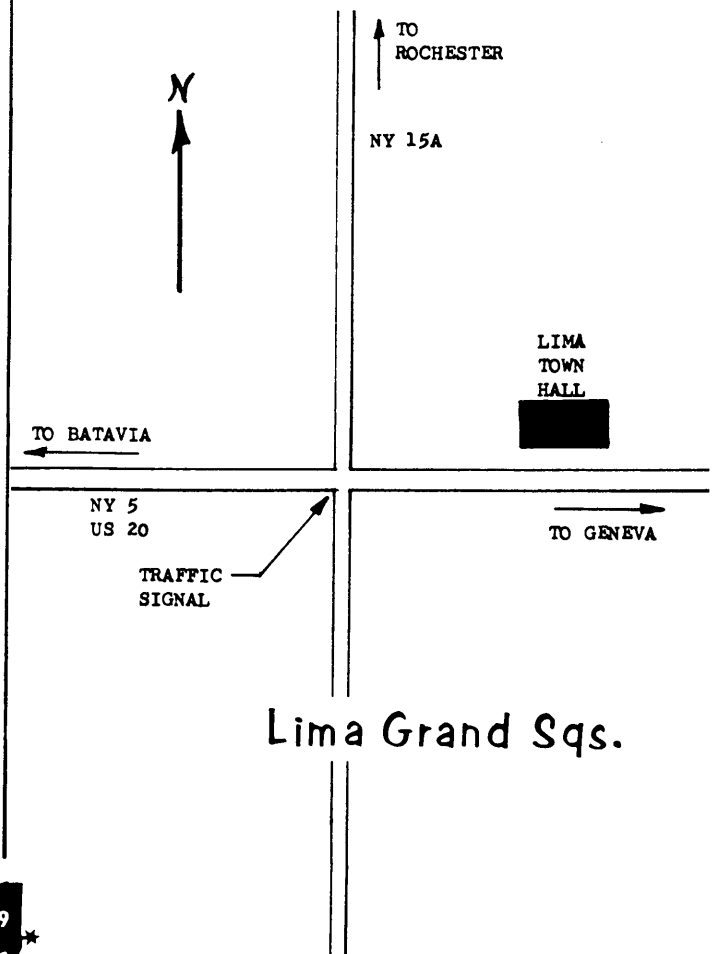 TO
ROCHESTER
N
NY 15A
LIMA
TOWN
HALL
TO BATAVIA
NY 5
US 20
TO GENEVA
TRAFFIC
SIGNAL
Lima Grand Sqs.
9